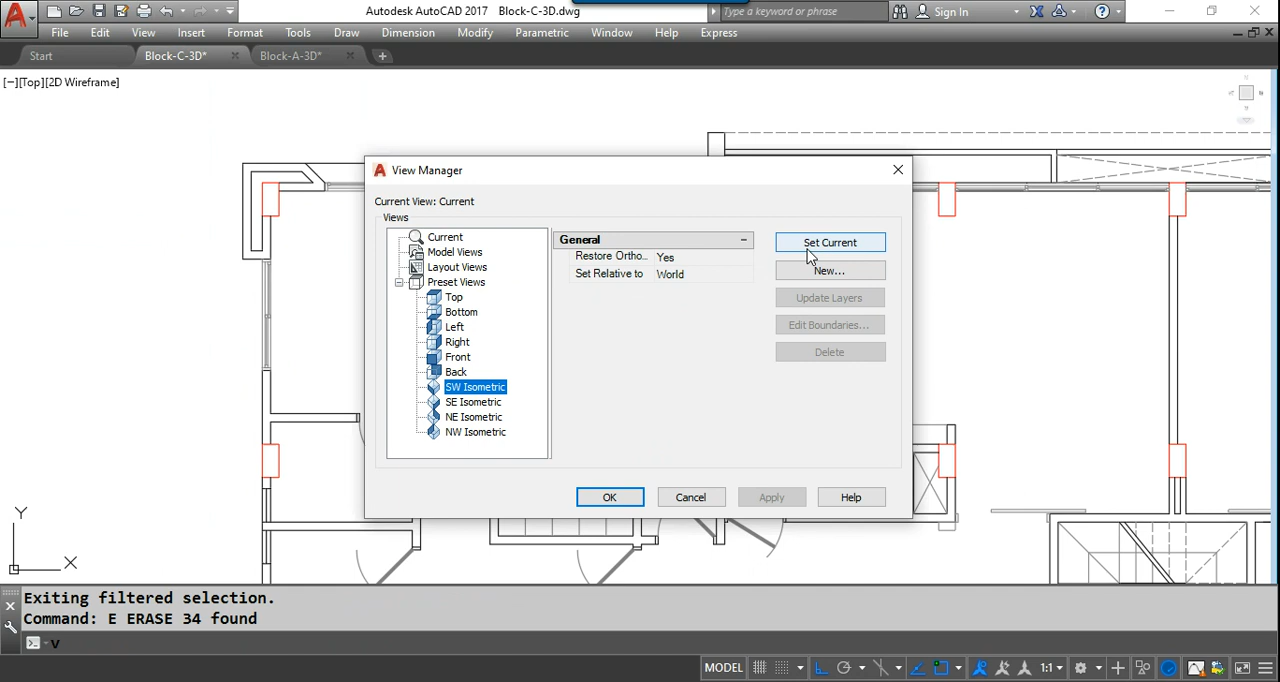 Autodesk AutoCAD 2017 Block-C-3D.dwg
Type a keyword or phrase
Sign In
File Edit View Insert Format Tools Draw Dimension Modify Parametric Window Help Express
Start Block-C-3D* Block-A-3D*
[−][Top][2D Wireframe]
View Manager
Current View: Current
Views
Current
Model Views
Layout Views
Preset Views
Top
Bottom
Left
Right
Front
Back
SW Isometric
SE Isometric
NE Isometric
NW Isometric
General
Restore Ortho... Yes
Set Relative to World
Set Current
New...
Update Layers
Edit Boundaries...
Delete
OK Cancel Apply Help
Y
X
Exiting filtered selection.
Command: E ERASE 34 found
V
MODEL 1:1